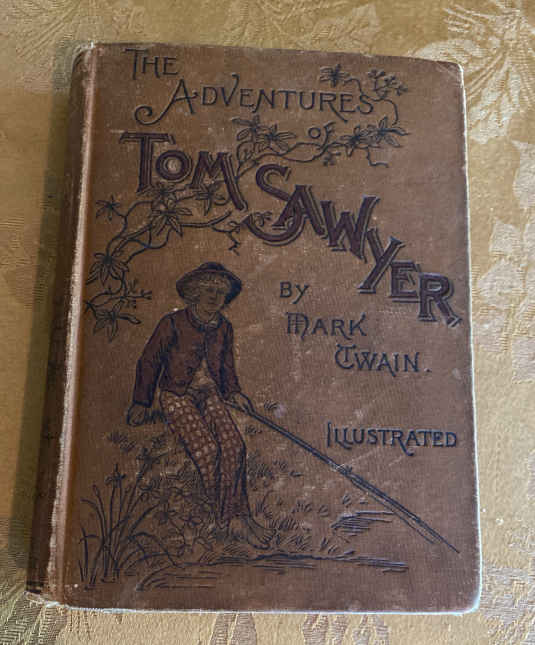 THE
ADVENTURES
OF
TOM SAWYER
BY
MARK
TWAIN.
ILLUSTRATED